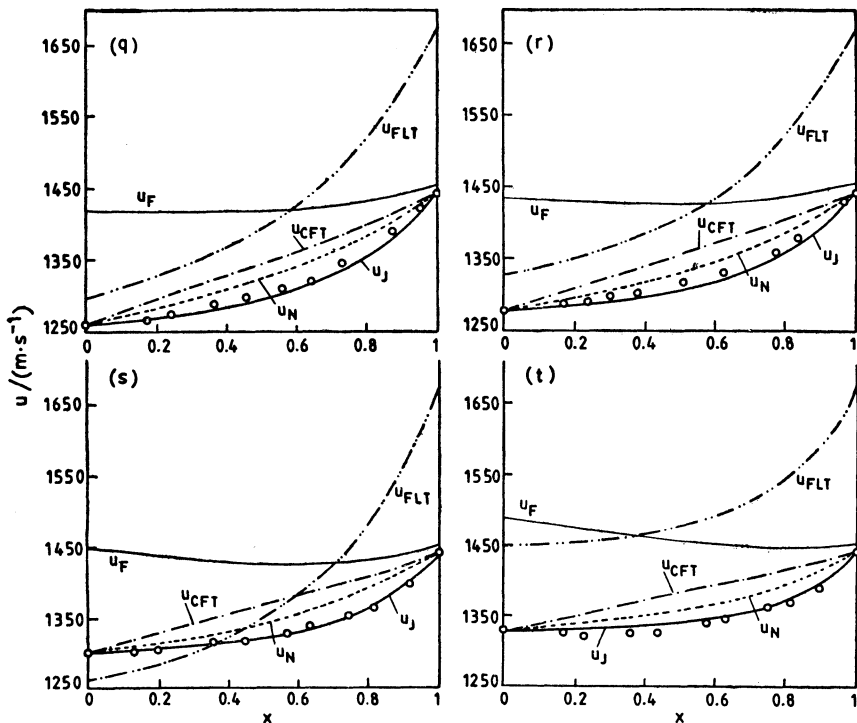 (q)
1650
1550
1450
1350
1250
u_FLT
u_F
u_CFT
u_N
u_J
0 0.2 0.4 0.6 0.8 1
(r)
1650
1550
1450
1350
1250
u_FLT
u_F
u_CFT
u_N
u_J
0 0.2 0.4 0.6 0.8 1
u/(m·s⁻¹)
(s)
1650
1550
1450
1350
1250
u_FLT
u_F
u_CFT
u_N
u_J
0 0.2 0.4 0.6 0.8 1
x
(t)
1650
1550
1450
1350
1250
u_FLT
u_F
u_CFT
u_N
u_J
0 0.2 0.4 0.6 0.8 1
x